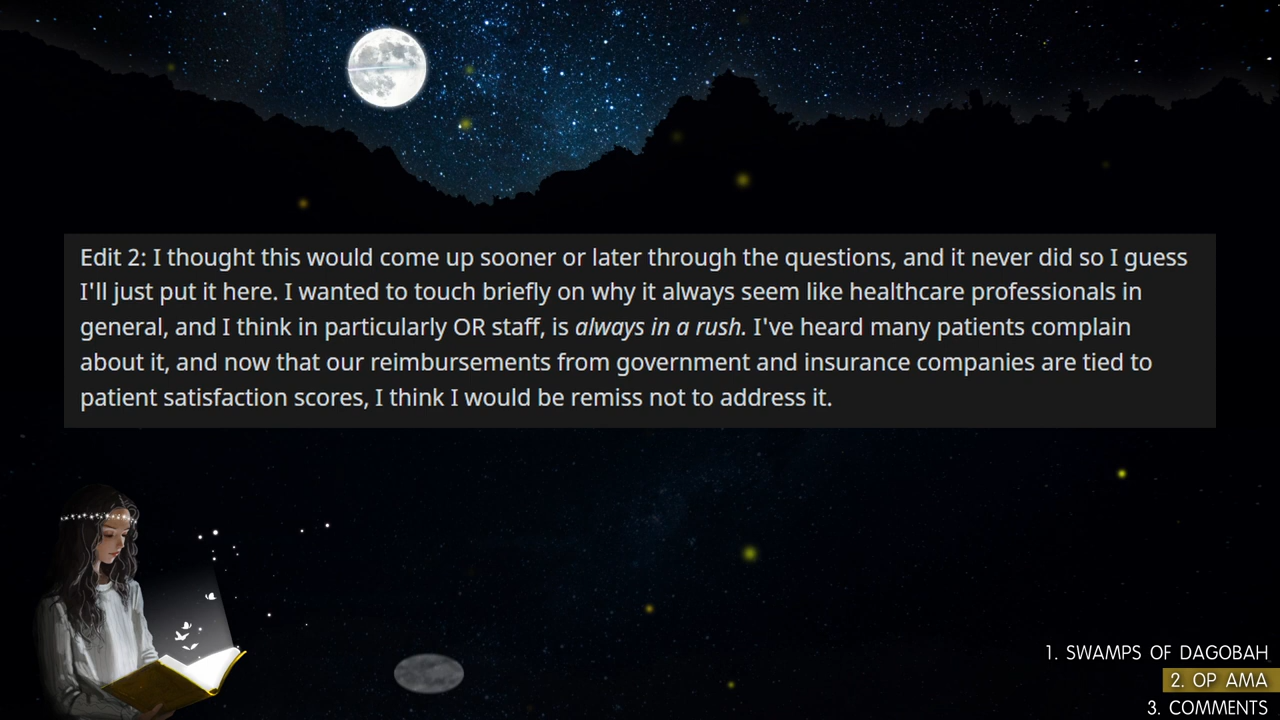 Edit 2: I thought this would come up sooner or later through the questions, and it never did so I guess
I'll just put it here. I wanted to touch briefly on why it always seem like healthcare professionals in
general, and I think in particularly OR staff, is always in a rush. I've heard many patients complain
about it, and now that our reimbursements from government and insurance companies are tied to
patient satisfaction scores, I think I would be remiss not to address it.
1. SWAMPS OF DAGOBAH
2. OP AMA
3. COMMENTS